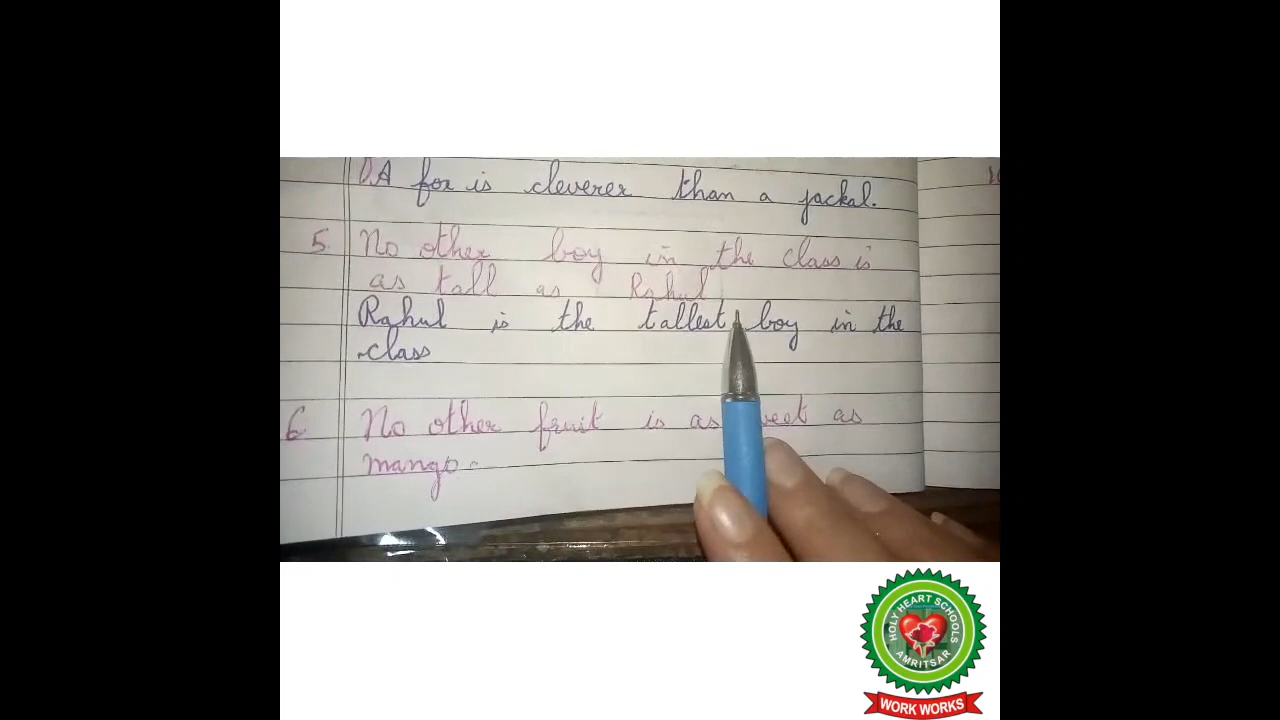 A fox is cleverer than a jackal.
5. No other boy in the class is
as tall as Rahul
Rahul is the tallest boy in the
class
6 No other fruit is as sweet as
mango.
HOLY HEART SCHOOLS
AMRITSAR
WORK WORKS